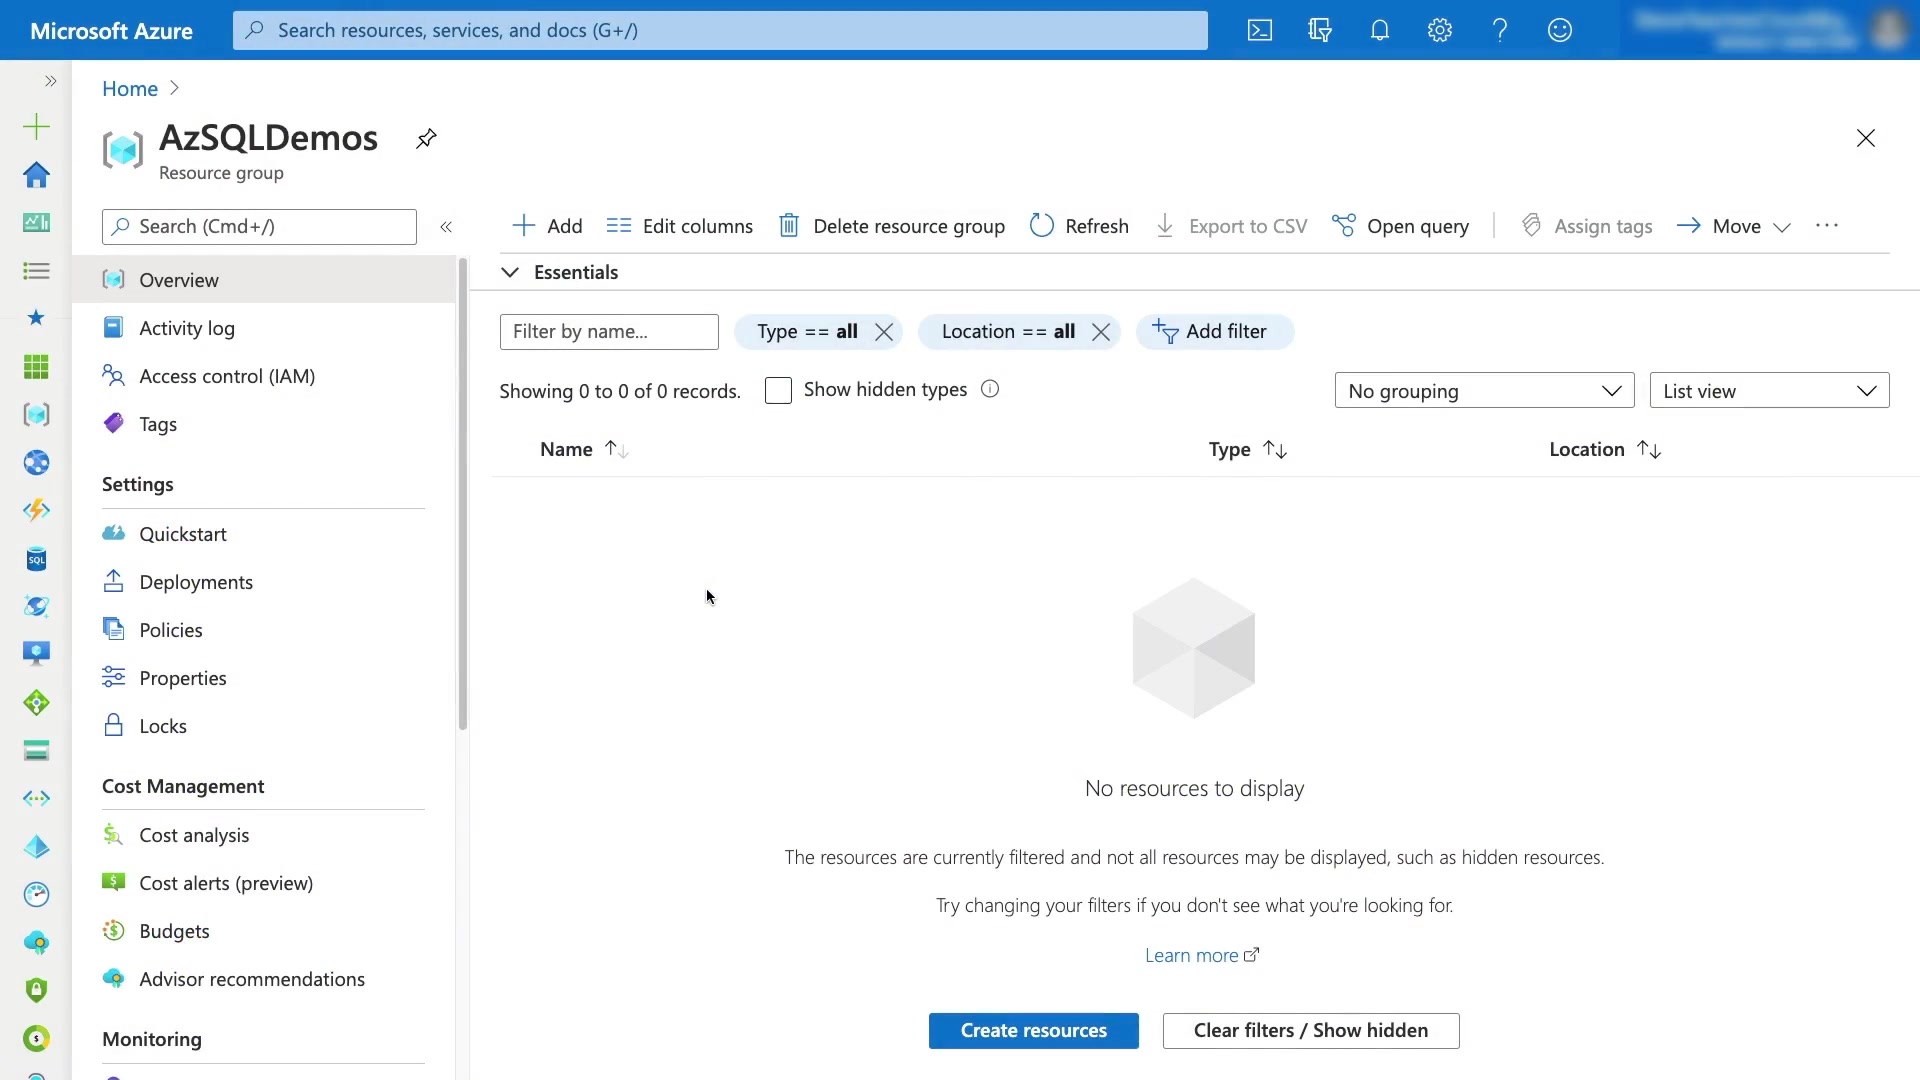 Microsoft Azure
Search resources, services, and docs (G+/)
Home
AzSQLDemos
Resource group
Search (Cmd+/)
Add
Edit columns
Delete resource group
Refresh
Export to CSV
Open query
Assign tags
Move
Overview
Essentials
Activity log
Filter by name...
Type == all
Location == all
Add filter
Access control (IAM)
Showing 0 to 0 of 0 records.
Show hidden types
No grouping
List view
Tags
Name
Type
Location
Settings
Quickstart
SQL
Deployments
Policies
Properties
Locks
Cost Management
No resources to display
Cost analysis
The resources are currently filtered and not all resources may be displayed, such as hidden resources.
Cost alerts (preview)
Try changing your filters if you don't see what you're looking for.
Budgets
Learn more
Advisor recommendations
Monitoring
Create resources
Clear filters / Show hidden